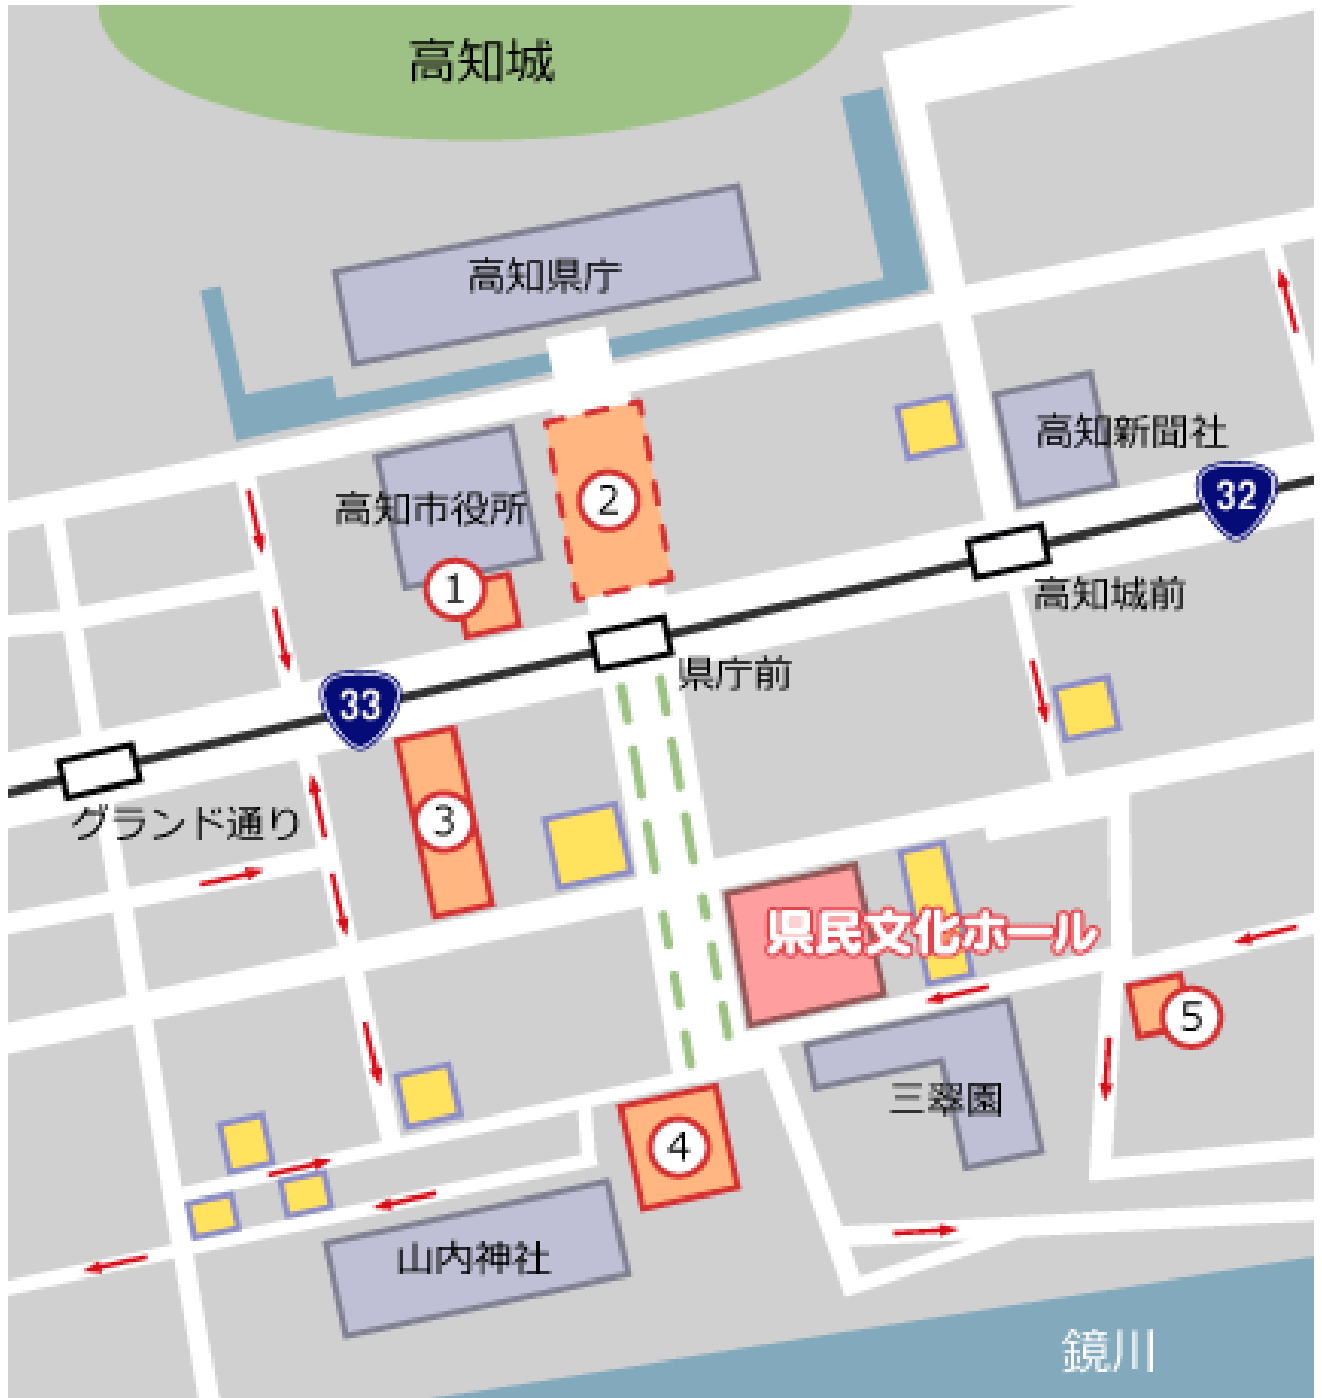 高知城
高知県庁
高知新聞社
32
高知市役所
2
1
高知城前
県庁前
33
グランド通り
3
県民文化ホール
5
三翠園
4
山内神社
鏡川